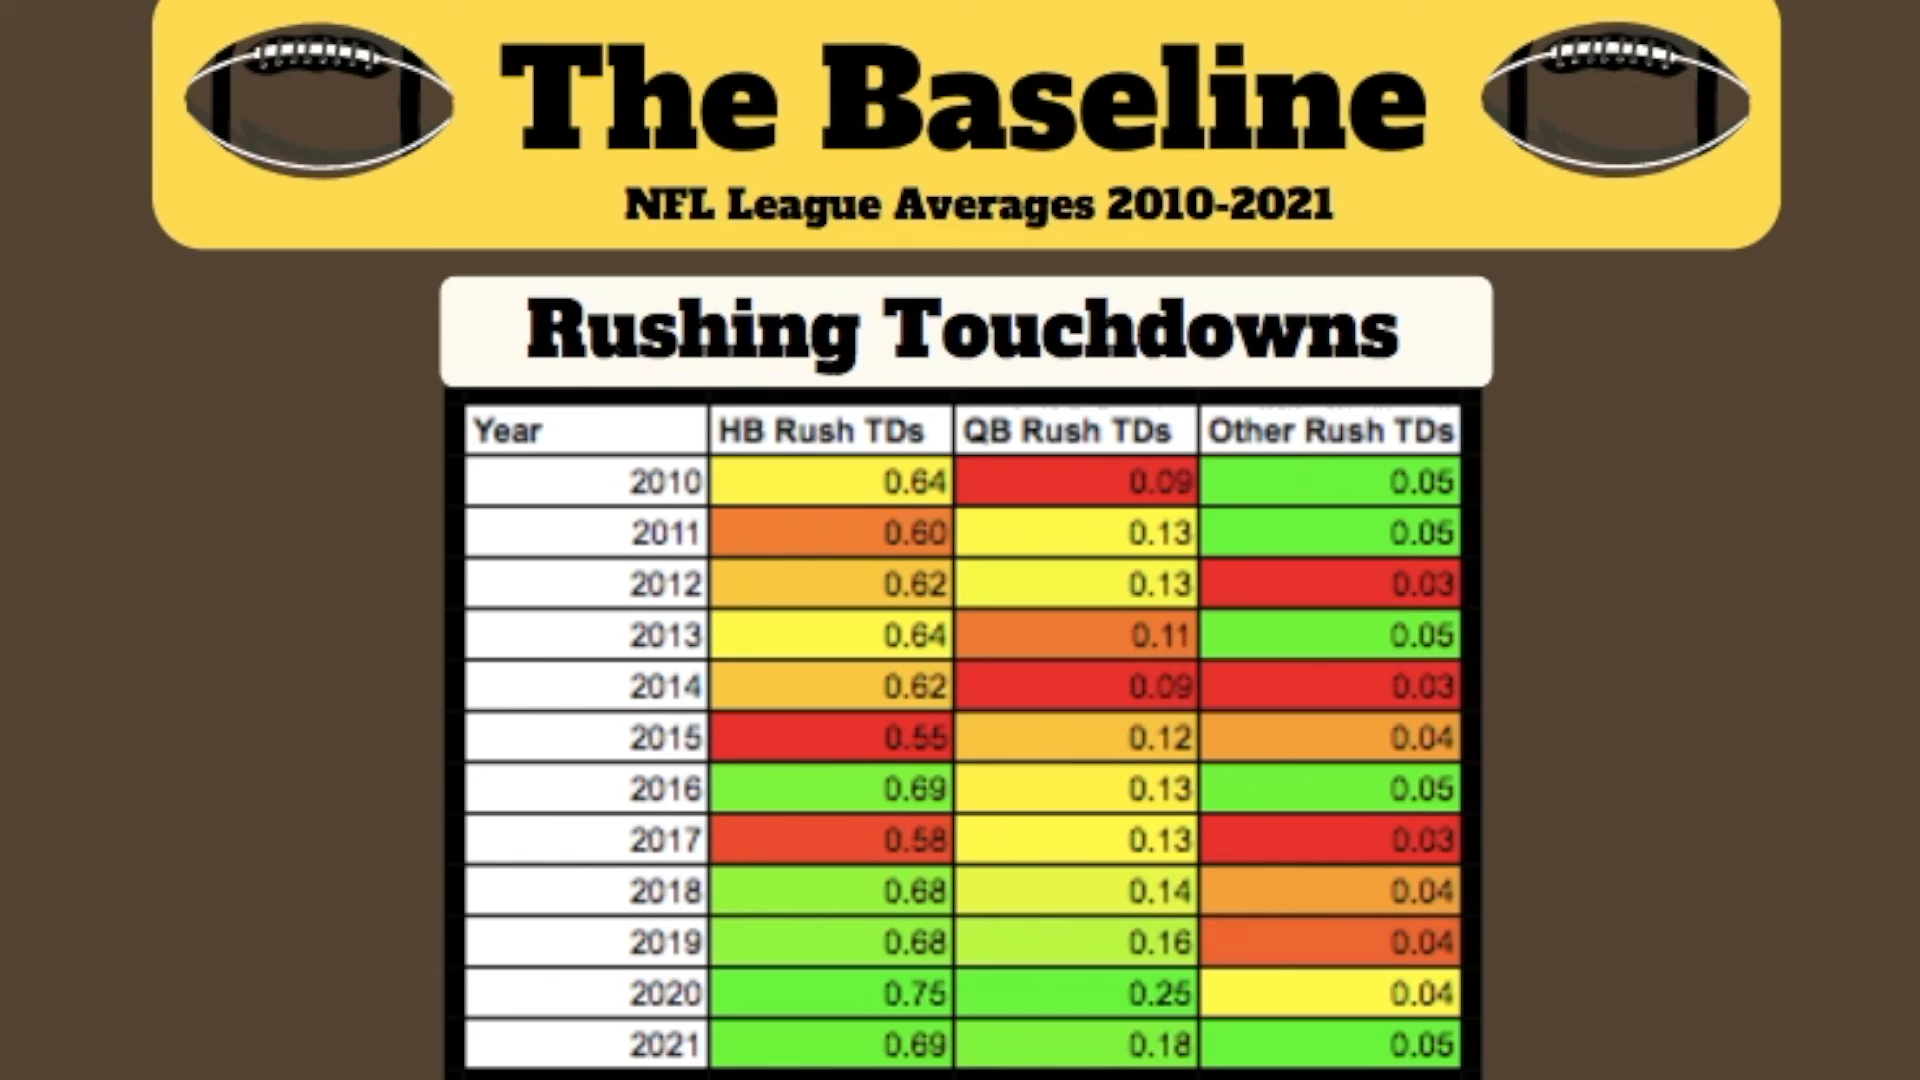 The Baseline
NFL League Averages 2010-2021
Rushing Touchdowns
Year HB Rush TDs QB Rush TDs Other Rush TDs
2010 0.64 0.09 0.05
2011 0.60 0.13 0.05
2012 0.62 0.13 0.03
2013 0.64 0.11 0.05
2014 0.62 0.09 0.03
2015 0.55 0.12 0.04
2016 0.69 0.13 0.05
2017 0.58 0.13 0.03
2018 0.68 0.14 0.04
2019 0.68 0.16 0.04
2020 0.75 0.25 0.04
2021 0.69 0.18 0.05